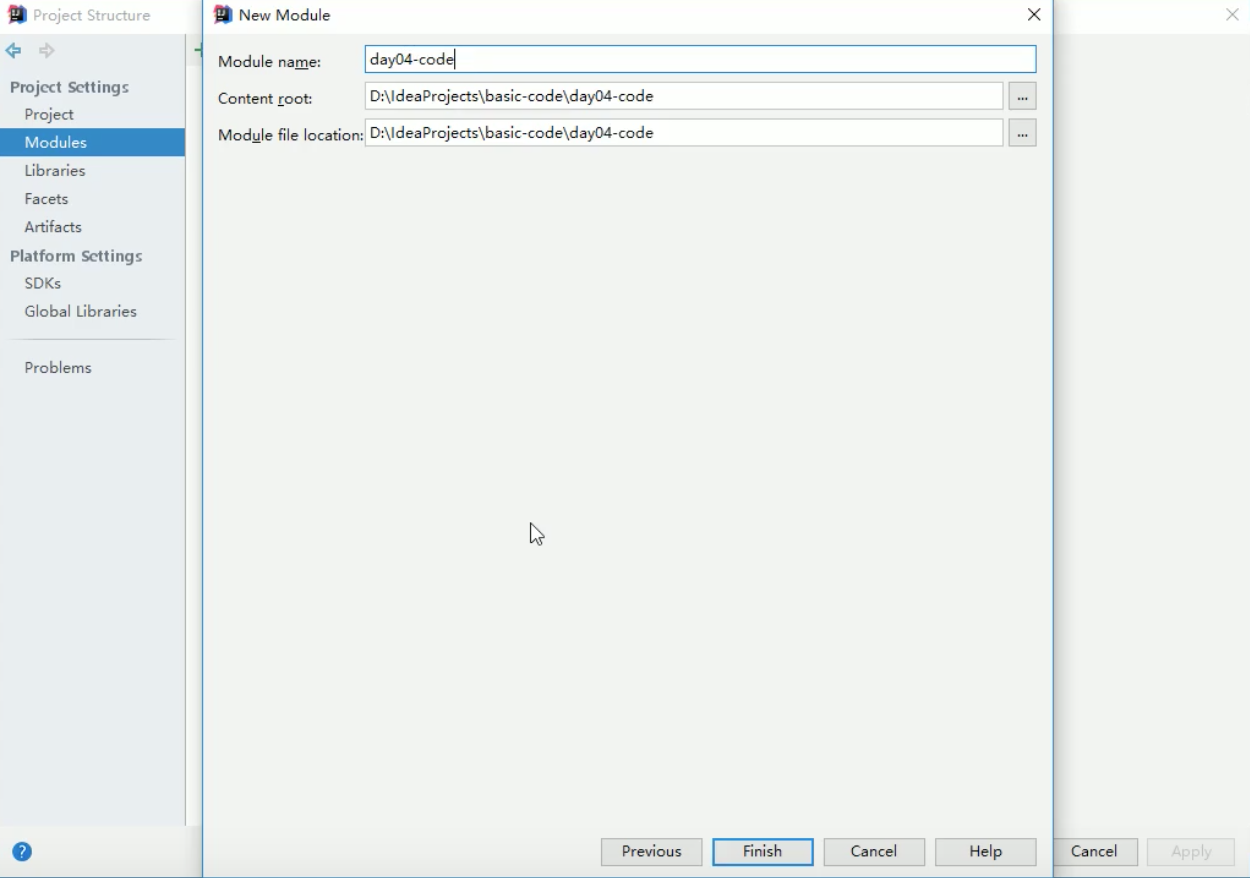 Project Structure
New Module
Project Settings
Project
Modules
Libraries
Facets
Artifacts
Platform Settings
SDKs
Global Libraries
Problems
Module name: day04-code
Content root: D:\IdeaProjects\basic-code\day04-code ...
Module file location: D:\IdeaProjects\basic-code\day04-code ...
? Previous Finish Cancel Help Cancel Apply